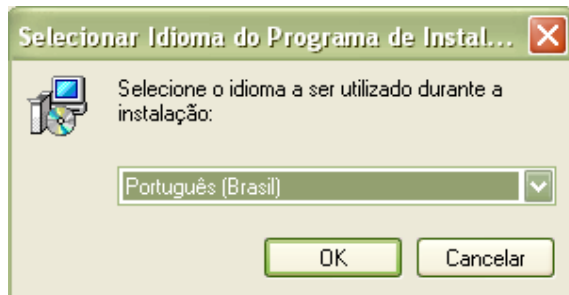 Selecionar Idioma do Programa de Instal...
Selecione o idioma a ser utilizado durante a
instalação:
Português (Brasil)
OK
Cancelar